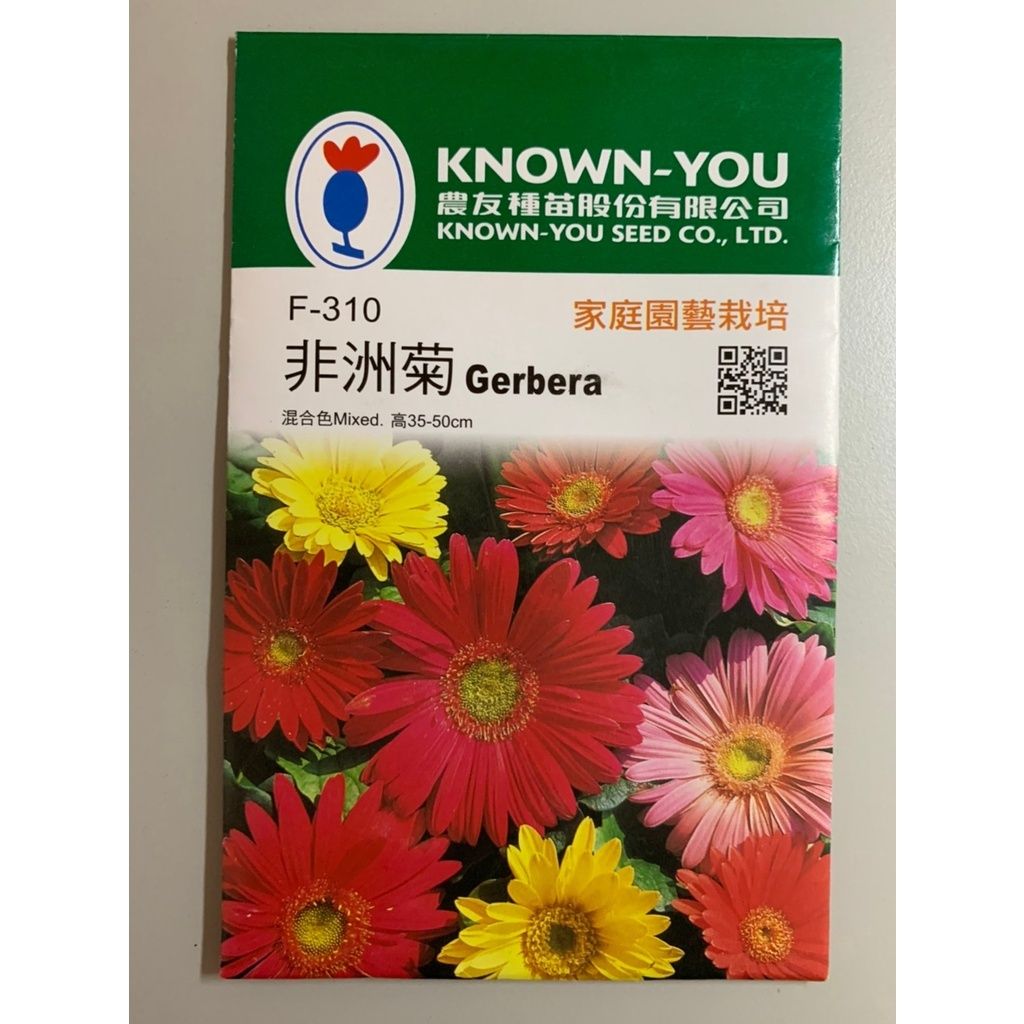 KNOWN-YOU
農友種苗股份有限公司
KNOWN-YOU SEED CO., LTD.
F-310
家庭園藝栽培
非洲菊 Gerbera
混合色Mixed. 高35-50cm